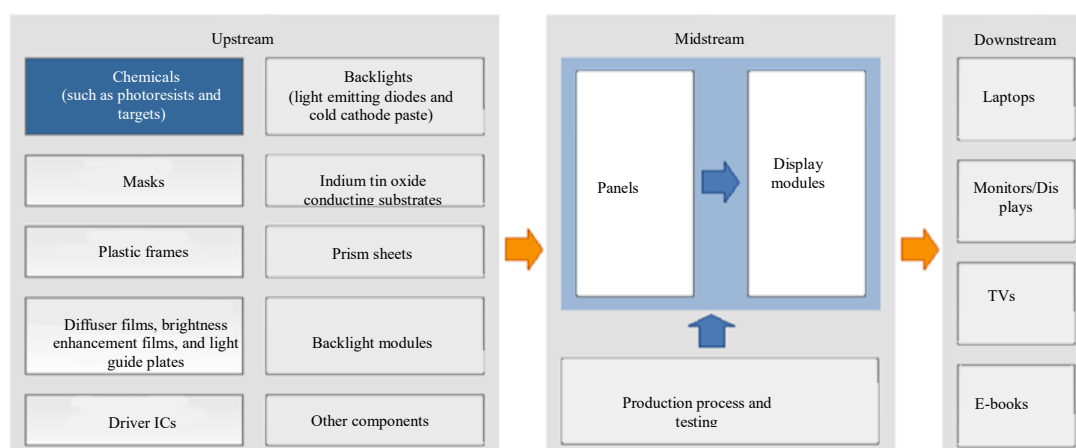 Upstream
Chemicals
(such as photoresists and
targets)
Backlights
(light emitting diodes and
cold cathode paste)
Masks
Indium tin oxide
conducting substrates
Plastic frames
Prism sheets
Diffuser films, brightness
enhancement films, and light
guide plates
Backlight modules
Driver ICs
Other components
Midstream
Panels
Display
modules
Production process and
testing
Downstream
Laptops
Monitors/Dis
plays
TVs
E-books